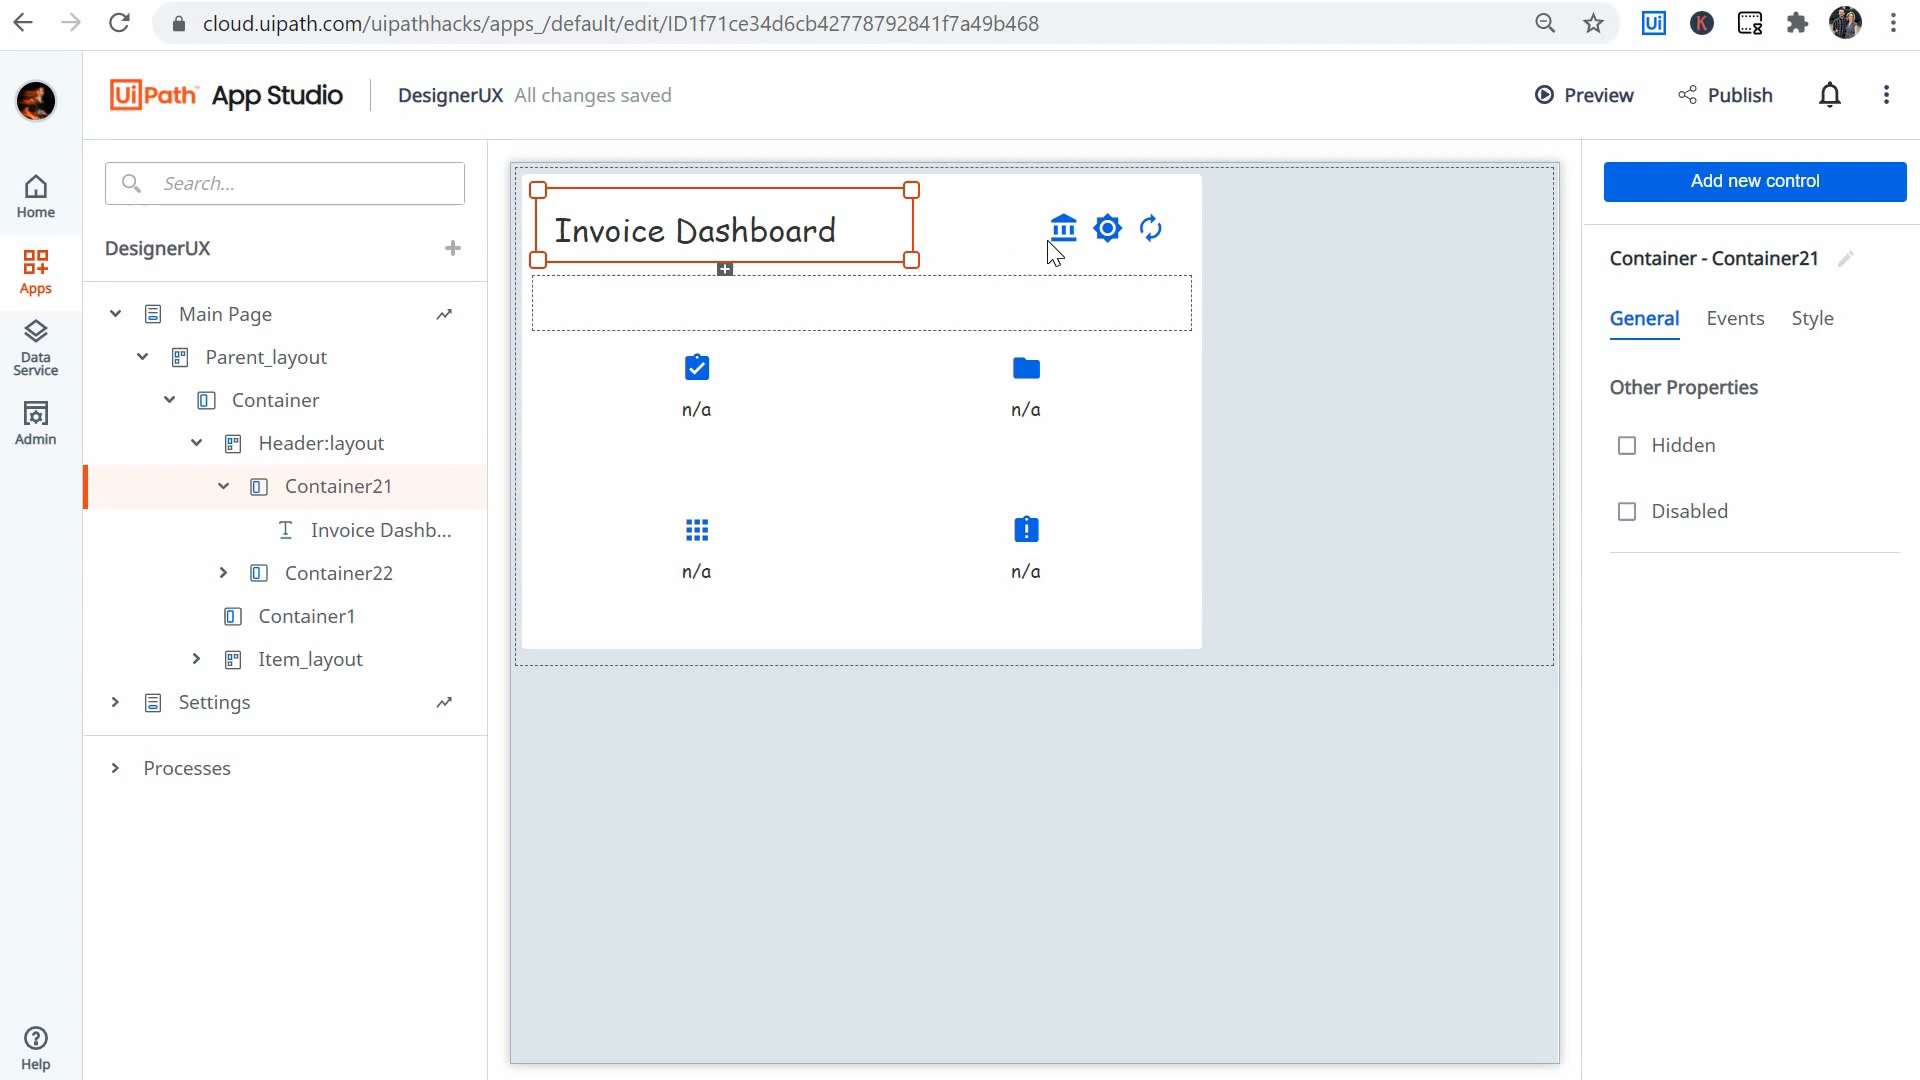 cloud.uipath.com/uipathhacks/apps_/default/edit/ID1f71ce34d6cb42778792841f7a49b468
Ui
K
UiPath App Studio
DesignerUX All changes saved
Preview
Publish
Home
Apps
Data
Service
Admin
Help
Search...
DesignerUX
Main Page
Parent_layout
Container
Header:layout
Container21
Invoice Dashb...
Container22
Container1
Item_layout
Settings
Processes
Invoice Dashboard
n/a
n/a
n/a
n/a
Add new control
Container - Container21
General Events Style
Other Properties
Hidden
Disabled